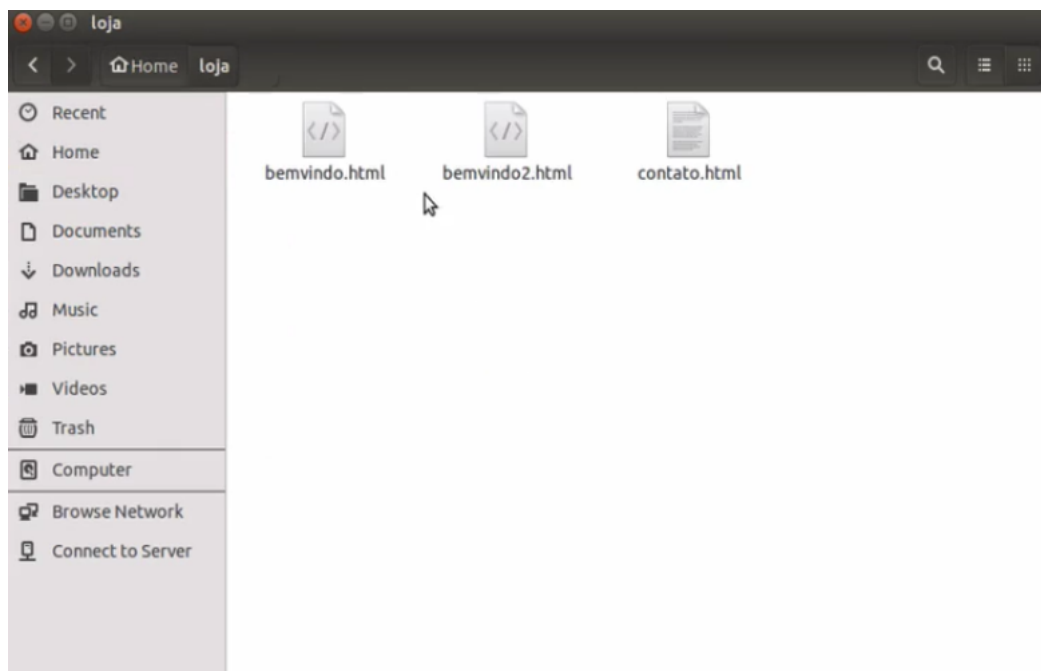 loja
Home loja
Recent
Home
Desktop
Documents
Downloads
Music
Pictures
Videos
Trash
Computer
Browse Network
Connect to Server
</> </>
bemvindo.html bemvindo2.html contato.html